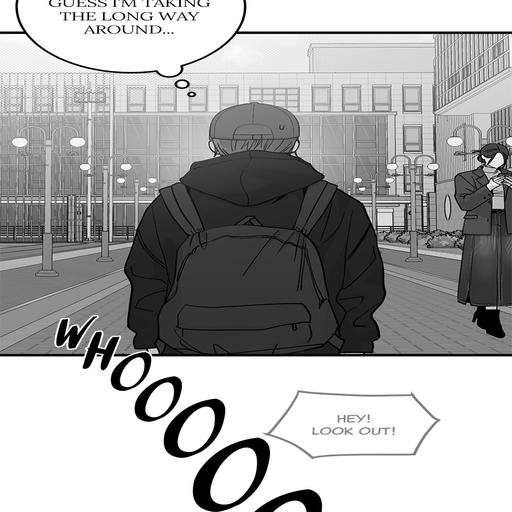 GUESS I'M TAKING
THE LONG WAY
AROUND...
WHOOOOO
HEY!
LOOK OUT!